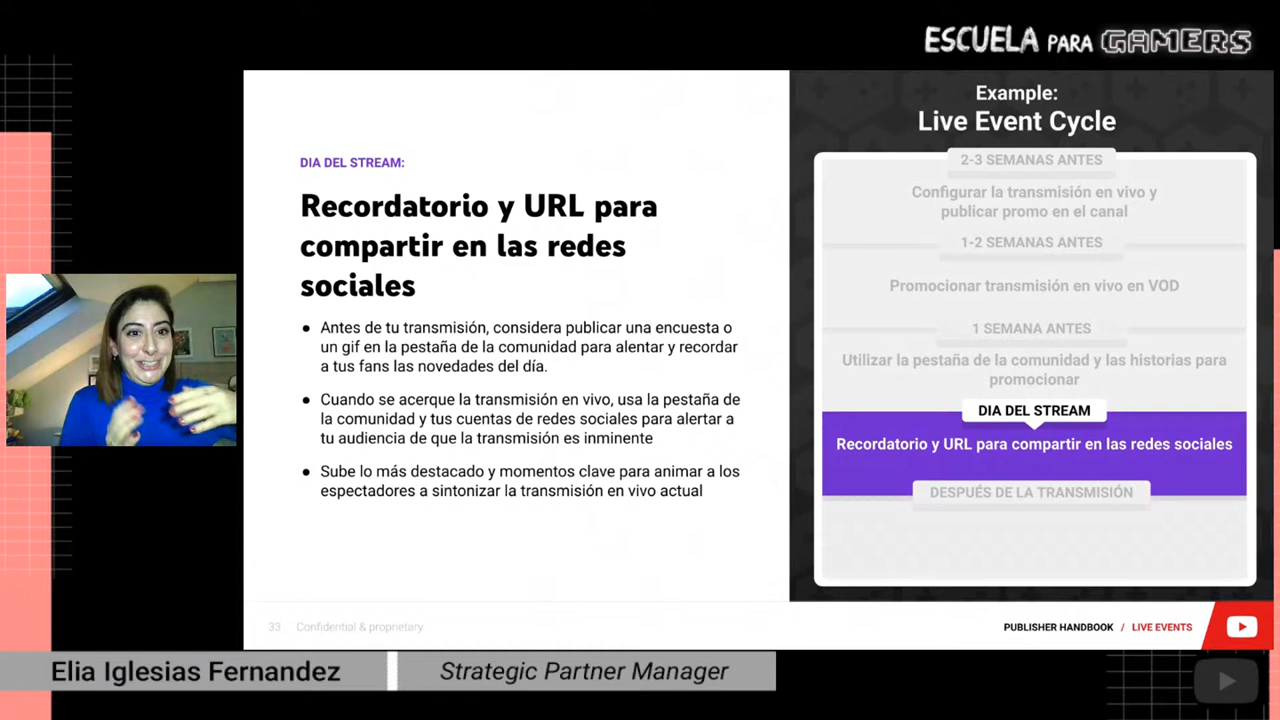 ESCUELA PARA GAMERS
DIA DEL STREAM:
Recordatorio y URL para
compartir en las redes
sociales
● Antes de tu transmisión, considera publicar una encuesta o
un gif en la pestaña de la comunidad para alentar y recordar
a tus fans las novedades del día.
● Cuando se acerque la transmisión en vivo, usa la pestaña de
la comunidad y tus cuentas de redes sociales para alertar a
tu audiencia de que la transmisión es inminente
● Sube lo más destacado y momentos clave para animar a los
espectadores a sintonizar la transmisión en vivo actual
Example:
Live Event Cycle
2-3 SEMANAS ANTES
Configurar la transmisión en vivo y
publicar promo en el canal
1-2 SEMANAS ANTES
Promocionar transmisión en vivo en VOD
1 SEMANA ANTES
Utilizar la pestaña de la comunidad y las historias para
promocionar
DIA DEL STREAM
Recordatorio y URL para compartir en las redes sociales
DESPUÉS DE LA TRANSMISIÓN
33 Confidential & proprietary
PUBLISHER HANDBOOK / LIVE EVENTS
Elia Iglesias Fernandez
Strategic Partner Manager